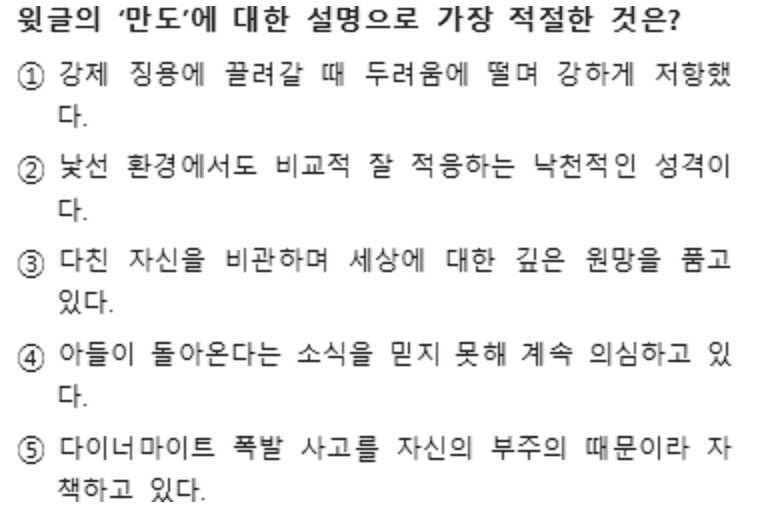 윗글의 ‘만도’에 대한 설명으로 가장 적절한 것은?
① 강제 징용에 끌려갈 때 두려움에 떨며 강하게 저항했
다.
② 낯선 환경에서도 비교적 잘 적응하는 낙천적인 성격이
다.
③ 다친 자신을 비관하며 세상에 대한 깊은 원망을 품고
있다.
④ 아들이 돌아온다는 소식을 믿지 못해 계속 의심하고 있
다.
⑤ 다이너마이트 폭발 사고를 자신의 부주의 때문이라 자
책하고 있다.